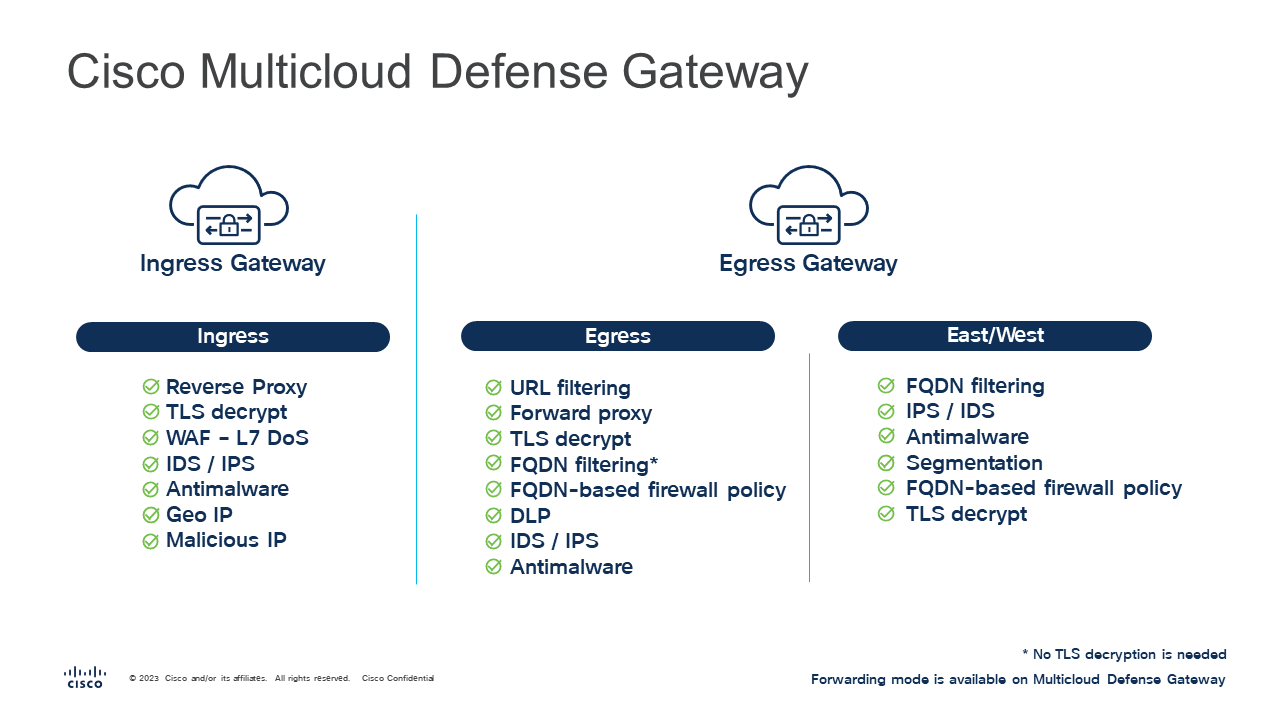 Cisco Multicloud Defense Gateway
Ingress Gateway
Ingress
Reverse Proxy
TLS decrypt
WAF – L7 DoS
IDS / IPS
Antimalware
Geo IP
Malicious IP
Egress Gateway
Egress
URL filtering
Forward proxy
TLS decrypt
FQDN filtering*
FQDN-based firewall policy
DLP
IDS / IPS
Antimalware
East/West
FQDN filtering
IPS / IDS
Antimalware
Segmentation
FQDN-based firewall policy
TLS decrypt
* No TLS decryption is needed
Forwarding mode is available on Multicloud Defense Gateway
CISCO
© 2023 Cisco and/or its affiliates. All rights reserved. Cisco Confidential